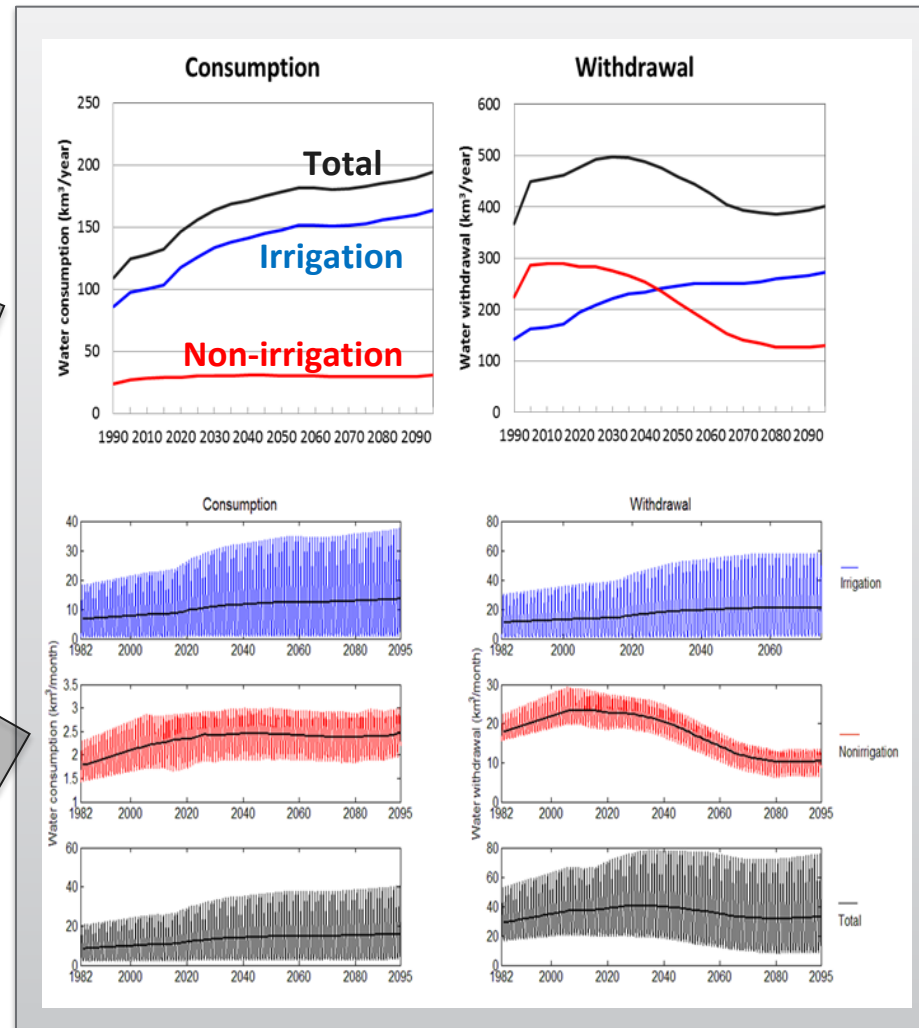 Consumption
250
200
150
100
50
0
Water consumption (km³/year)
Total
Irrigation
Non-irrigation
1990 2010 2020 2030 2040 2050 2060 2070 2080 2090
Withdrawal
600
500
400
300
200
100
0
Water withdrawal (km³/year)
1990 2010 2020 2030 2040 2050 2060 2070 2080 2090
Consumption
40
30
20
10
0
1982 2000 2020 2040 2060 2080 2095
3.5
3
2.5
2
1.5
1
1982 2000 2020 2040 2060 2080 2095
60
40
20
0
1982 2000 2020 2040 2060 2080 2095
Water consumption (km³/month)
Withdrawal
80
60
40
20
0
1982 2000 2020 2040 2060
Irrigation
30
20
10
0
1982 2000 2020 2040 2060 2080 2095
Nonirrigation
80
60
40
20
0
1982 2000 2020 2040 2060 2080 2095
Total
Water withdrawal (km³/month)